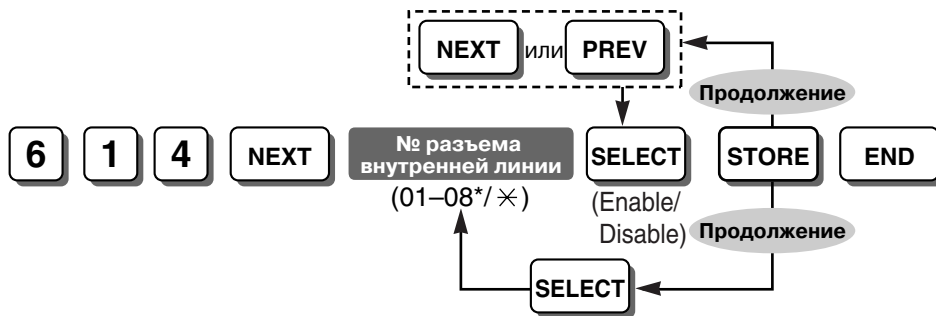 NEXT или PREV
Продолжение
6 1 4 NEXT № разъема внутренней линии SELECT STORE END
(01–08*/✳)
(Enable/
Disable)
Продолжение
SELECT